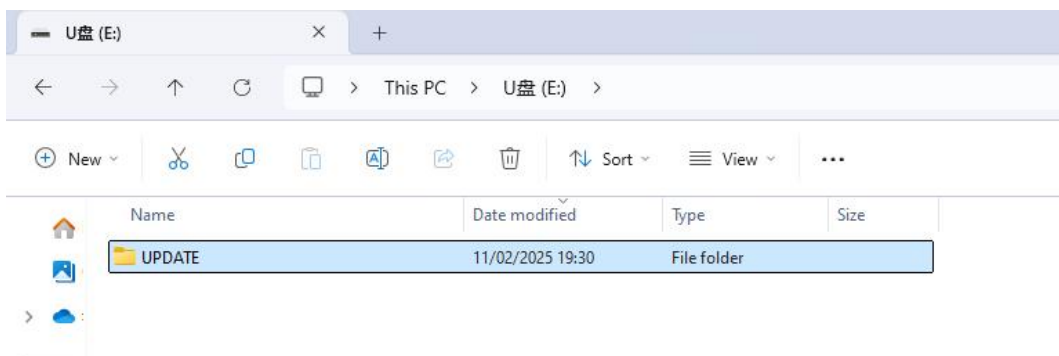 U盘 (E:)
This PC > U盘 (E:) >
New Sort View ...
Name Date modified Type Size
UPDATE 11/02/2025 19:30 File folder